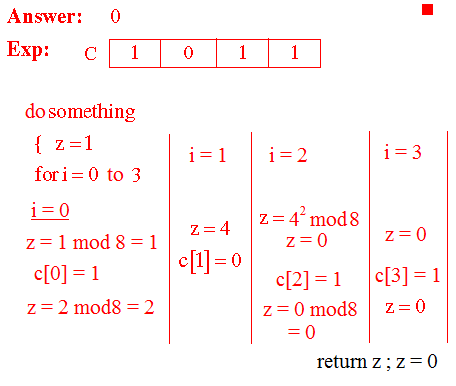 Answer: 0
Exp: C 1 0 1 1
do something
{ z = 1
for i = 0 to 3
i = 0
z = 1 mod 8 = 1
c[0] = 1
z = 2 mod8 = 2
i = 1
z = 4
c[1] = 0
i = 2
z = 4² mod 8
z = 0
c[2] = 1
z = 0 mod8
= 0
i = 3
z = 0
c[3] = 1
z = 0
return z ; z = 0